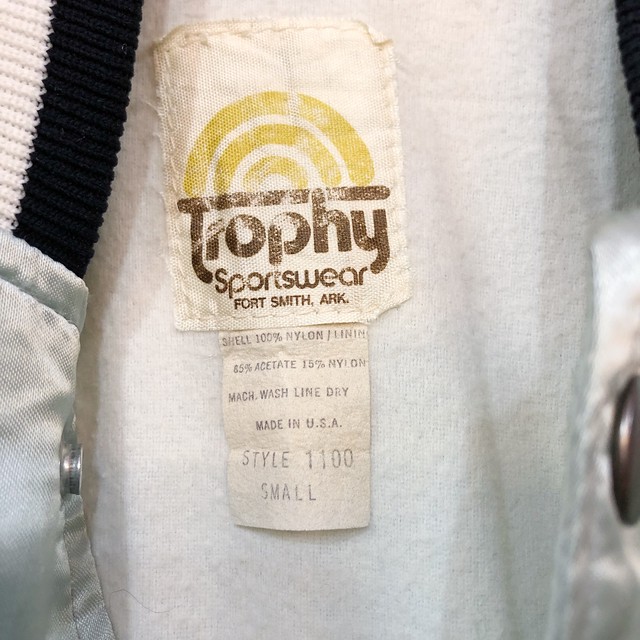 Trophy
Sportswear
FORT SMITH, ARK.
SHELL 100% NYLON / LININ
85% ACETATE 15% NYLON
MACH. WASH LINE DRY
MADE IN U.S.A.
STYLE 1100
SMALL